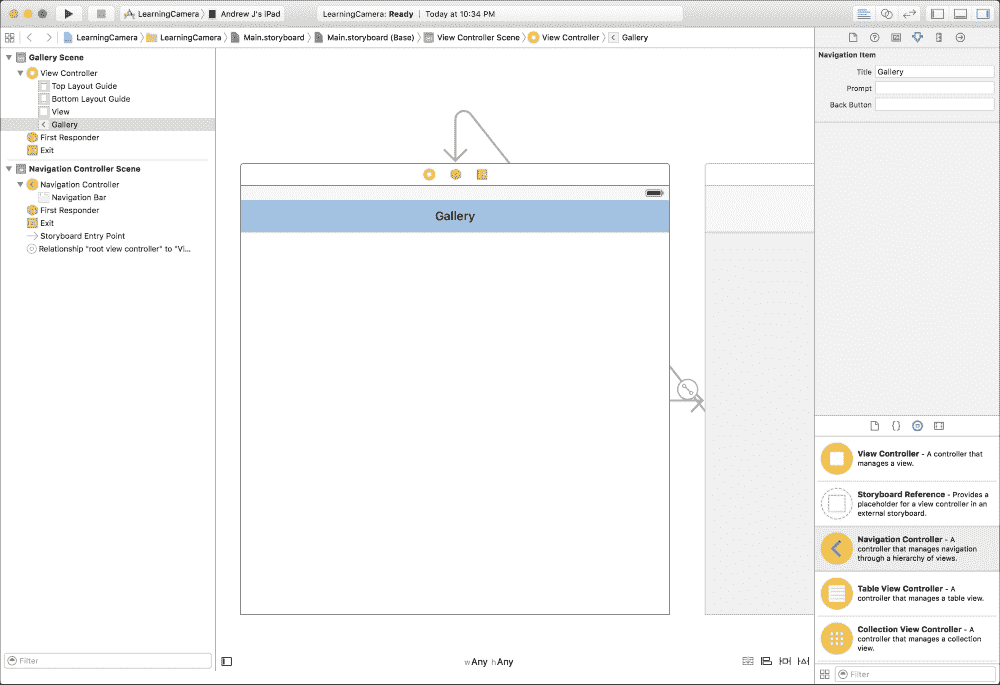 LearningCamera Andrew J's iPad
LearningCamera: Ready Today at 10:34 PM
LearningCamera LearningCamera Main.storyboard Main.storyboard (Base) View Controller Scene View Controller Gallery
Gallery Scene
View Controller
Top Layout Guide
Bottom Layout Guide
View
Gallery
First Responder
Exit
Navigation Controller Scene
Navigation Controller
Navigation Bar
First Responder
Exit
Storyboard Entry Point
Relationship "root view controller" to "Vi...
Filter
Gallery
wAny hAny
Navigation Item
Title Gallery
Prompt
Back Button
View Controller - A controller that
manages a view.
Storyboard Reference - Provides a
placeholder for a view controller in an
external storyboard.
Navigation Controller - A
controller that manages navigation
through a hierarchy of views.
Table View Controller - A
controller that manages a table view.
Collection View Controller - A
controller that manages a collection
view.
Filter